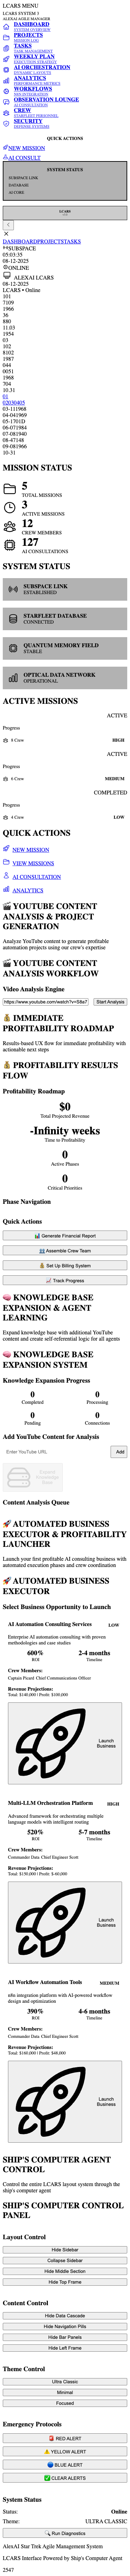 LCARS MENU
LCARS SYSTEM 3
ALEXAI AGILE MANAGER
DASHBOARD
SYSTEM OVERVIEW
PROJECTS
MISSION LOG
TASKS
TASK MANAGEMENT
WEEKLY PLAN
EXECUTION STRATEGY
AI ORCHESTRATION
DYNAMIC LAYOUTS
ANALYTICS
PERFORMANCE METRICS
WORKFLOWS
N8N INTEGRATION
OBSERVATION LOUNGE
AI CONSULTATION
CREW
STARFLEET PERSONNEL
SECURITY
DEFENSE SYSTEMS
QUICK ACTIONS
NEW MISSION
AI CONSULT
SYSTEM STATUS
SUBSPACE LINK
DATABASE
AI CORE
LCARS
DASHBOARDPROJECTSTASKS
SUBSPACE
05:03:35
08-12-2025
ONLINE
ALEXAI LCARS
08-12-2025
LCARS • Online
101
7109
1966
36
880
11.03
1954
03
102
8102
1987
044
0051
1968
704
10.31
01
02030405
03-111968
04-041969
05-1701D
06-071984
07-081940
08-47148
09-081966
10-31
MISSION STATUS
5
TOTAL MISSIONS
3
ACTIVE MISSIONS
12
CREW MEMBERS
127
AI CONSULTATIONS
SYSTEM STATUS
SUBSPACE LINK
ESTABLISHED
STARFLEET DATABASE
CONNECTED
QUANTUM MEMORY FIELD
STABLE
OPTICAL DATA NETWORK
OPERATIONAL
ACTIVE MISSIONS
ACTIVE
Progress
8 Crew HIGH
ACTIVE
Progress
6 Crew MEDIUM
COMPLETED
Progress
4 Crew LOW
QUICK ACTIONS
NEW MISSION
VIEW MISSIONS
AI CONSULTATION
ANALYTICS
🎬 YOUTUBE CONTENT
ANALYSIS & PROJECT
GENERATION
Analyze YouTube content to generate profitable
automation projects using our crew's expertise
🎬 YOUTUBE CONTENT
ANALYSIS WORKFLOW
Video Analysis Engine
Start Analysis
💰 IMMEDIATE
PROFITABILITY ROADMAP
Results-based UX flow for immediate profitability with
actionable next steps
💰 PROFITABILITY RESULTS
FLOW
Profitability Roadmap
$0
Total Projected Revenue
-Infinity weeks
Time to Profitability
0
Active Phases
0
Critical Priorities
Phase Navigation
Quick Actions
📊 Generate Financial Report
👥 Assemble Crew Team
💰 Set Up Billing System
📈 Track Progress
🧠 KNOWLEDGE BASE
EXPANSION & AGENT
LEARNING
Expand knowledge base with additional YouTube
content and create self-referential logic for all agents
🧠 KNOWLEDGE BASE
EXPANSION SYSTEM
Knowledge Expansion Progress
0
Completed
0
Processing
0
Pending
0
Connections
Add YouTube Content for Analysis
Enter YouTube URL Add
Expand
Knowledge
Base
Content Analysis Queue
🚀 AUTOMATED BUSINESS
EXECUTOR & PROFITABILITY
LAUNCHER
Launch your first profitable AI consulting business with
automated execution phases and crew coordination
🚀 AUTOMATED BUSINESS
EXECUTOR
Select Business Opportunity to Launch
AI Automation Consulting Services LOW
Enterprise AI automation consulting with proven
methodologies and case studies
600%
ROI
2-4 months
Timeline
Crew Members:
Captain Picard Chief Communications Officer
Revenue Projections:
Total: $140,000 | Profit: $100,000
Launch
Business
Multi-LLM Orchestration Platform HIGH
Advanced framework for orchestrating multiple
language models with intelligent routing
520%
ROI
5-7 months
Timeline
Crew Members:
Commander Data Chief Engineer Scott
Revenue Projections:
Launch
Business
AI Workflow Automation Tools MEDIUM
n8n integration platform with AI-powered workflow
design and optimization
390%
ROI
4-6 months
Timeline
Crew Members:
Commander Data Chief Engineer Scott
Revenue Projections:
Launch
Business
SHIP'S COMPUTER AGENT
CONTROL
Control the entire LCARS layout system through the
ship's computer agent
SHIP'S COMPUTER CONTROL
PANEL
Layout Control
Hide Sidebar
Collapse Sidebar
Hide Middle Section
Hide Top Frame
Content Control
Hide Data Cascade
Hide Navigation Pills
Hide Bar Panels
Hide Left Frame
Theme Control
Ultra Classic
Minimal
Focused
Emergency Protocols
🚨 RED ALERT
⚠️ YELLOW ALERT
🔵 BLUE ALERT
✅ CLEAR ALERTS
System Status
Status: Online
Theme: ULTRA CLASSIC
🔍 Run Diagnostics
AlexAI Star Trek Agile Management System
LCARS Interface Powered by Ship's Computer Agent
2547